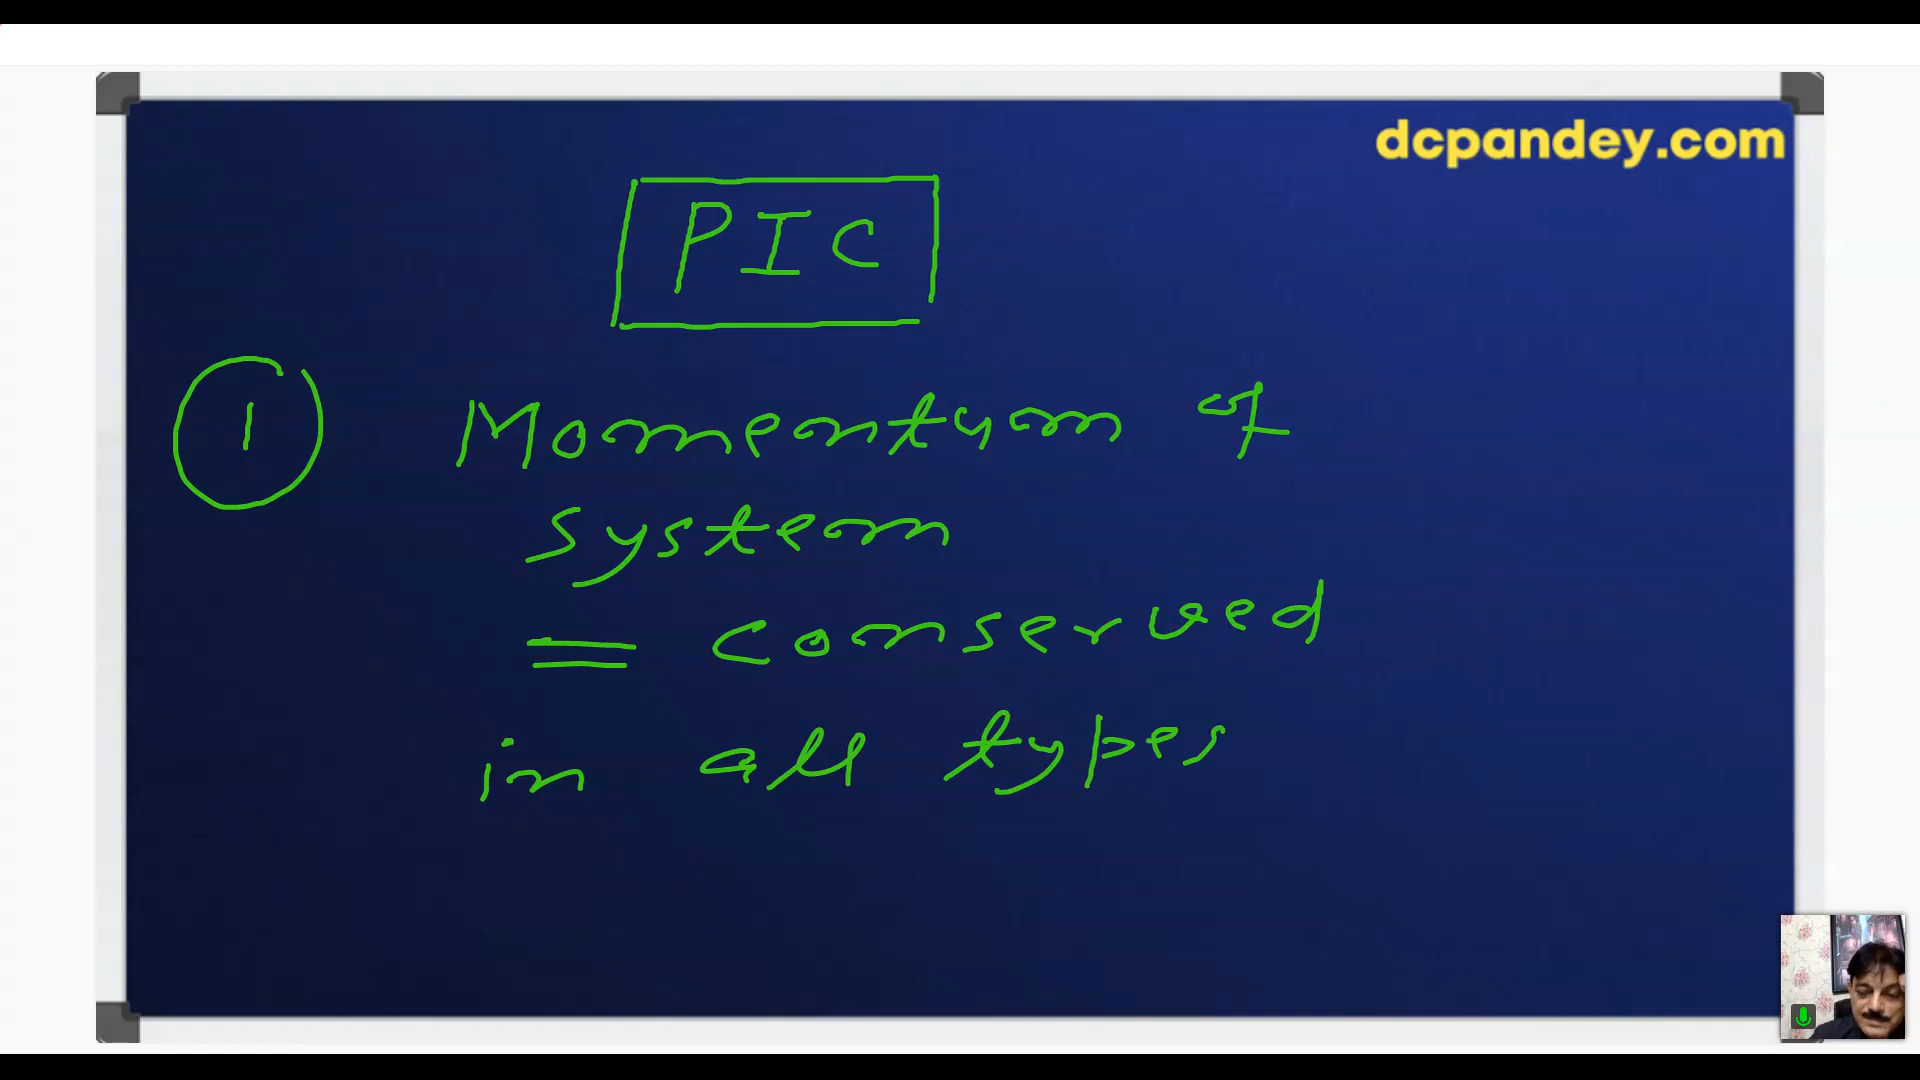 dcpandey.com
PIC
1 Momentum of
system
= conserved
in all types